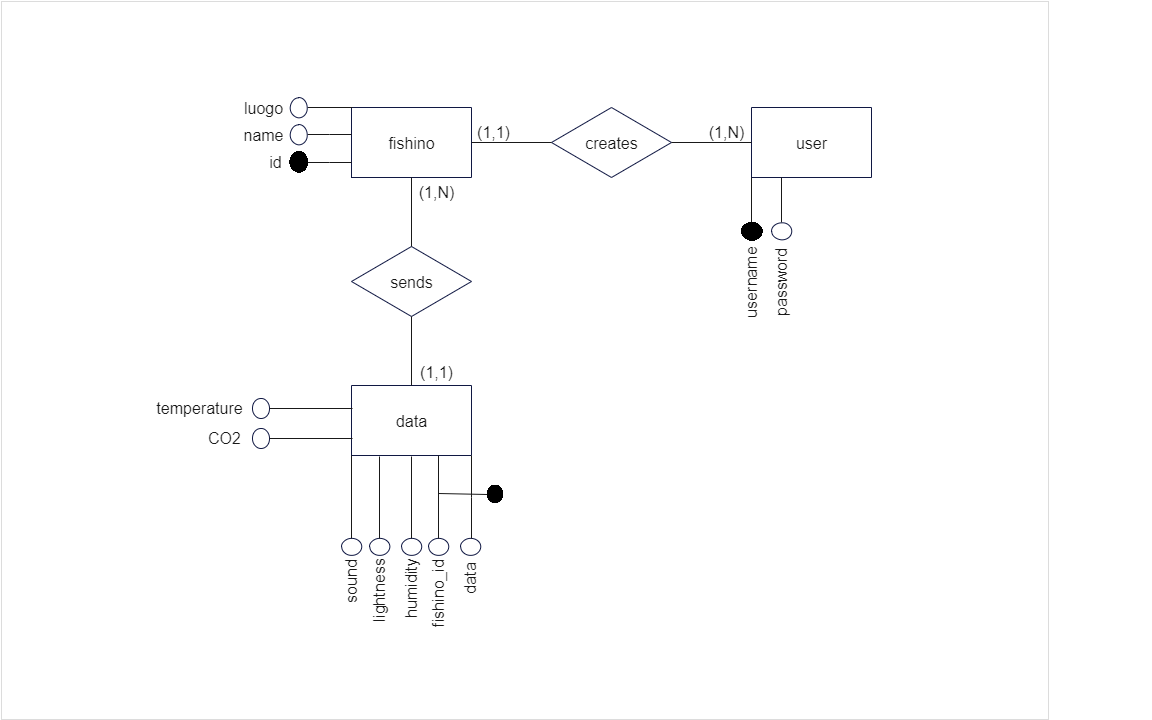 luogo
name
id
fishino
(1,1)
creates
(1,N)
user
(1,N)
username
password
sends
(1,1)
temperature
CO2
data
sound
lightness
humidity
fishino_id
data